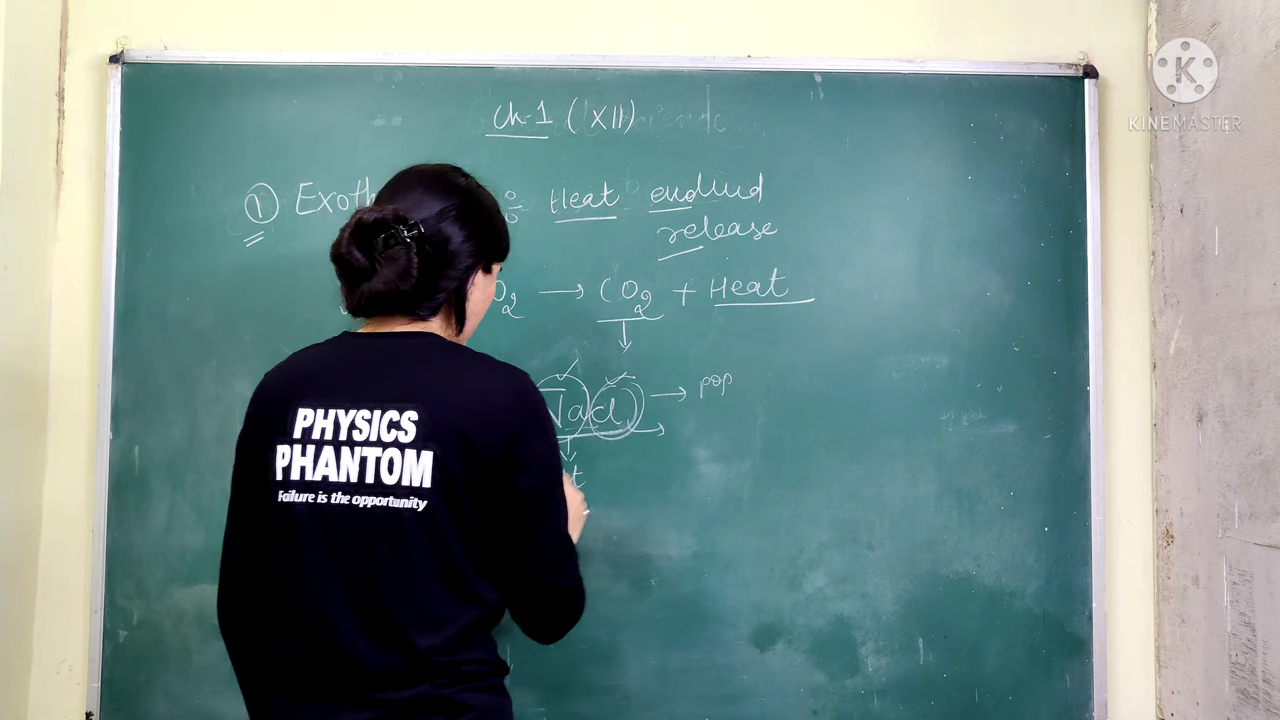 Ch-1 (XII)
① Exoth
Heat evolved
release
O₂ → CO₂ + Heat
aCl → pop
t
PHYSICS
PHANTOM
Failure is the opportunity
K
KINEMASTER